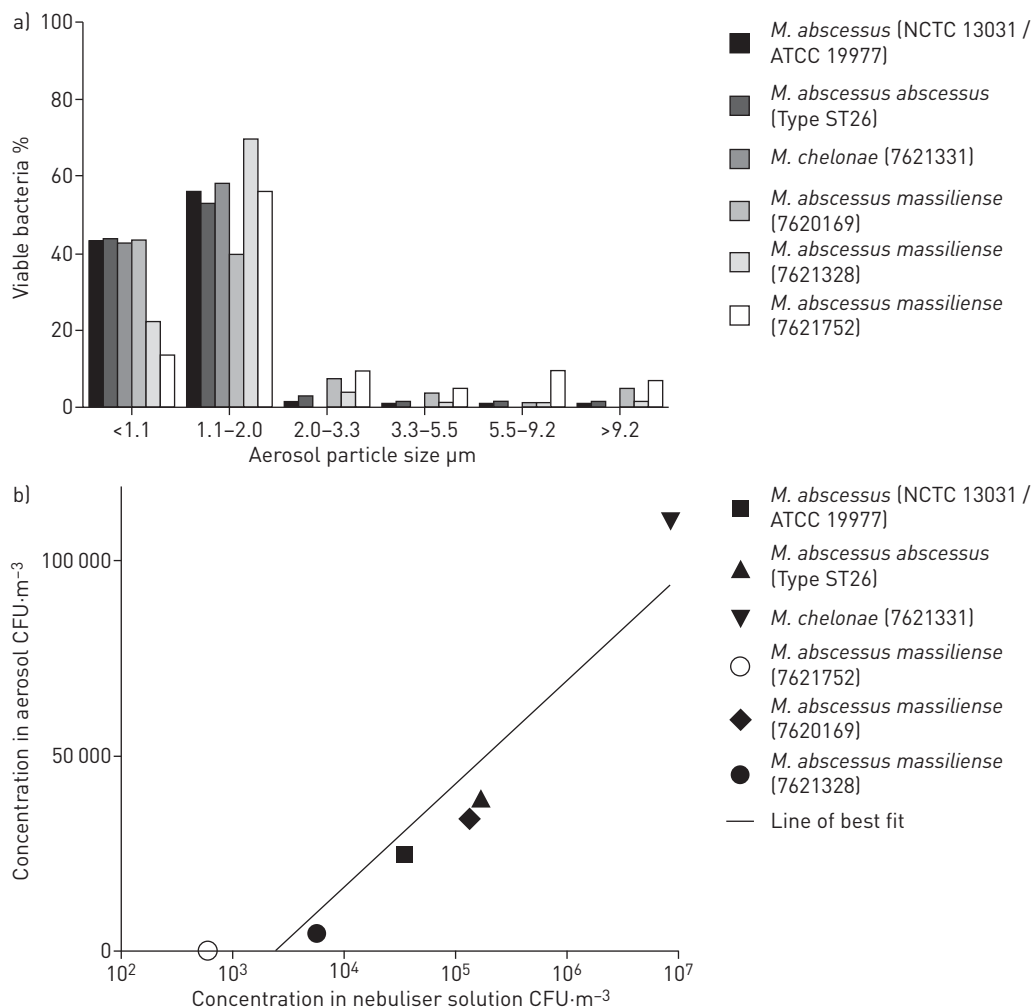 a)
100
80
60
40
20
0
Viable bacteria %
<1.1
1.1–2.0
2.0–3.3
3.3–5.5
5.5–9.2
>9.2
Aerosol particle size µm
M. abscessus (NCTC 13031 /
ATCC 19977)
M. abscessus abscessus
(Type ST26)
M. chelonae (7621331)
M. abscessus massiliense
(7620169)
M. abscessus massiliense
(7621328)
M. abscessus massiliense
(7621752)
b)
100 000
50 000
0
Concentration in aerosol CFU·m⁻³
10²
10³
10⁴
10⁵
10⁶
10⁷
Concentration in nebuliser solution CFU·m⁻³
M. abscessus (NCTC 13031 /
ATCC 19977)
M. abscessus abscessus
(Type ST26)
M. chelonae (7621331)
M. abscessus massiliense
(7621752)
M. abscessus massiliense
(7620169)
M. abscessus massiliense
(7621328)
Line of best fit